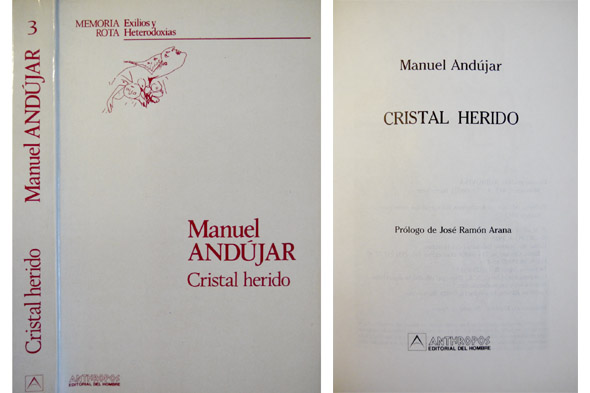 3
Manuel ANDÚJAR
Cristal herido
MEMORIA ROTA
Exilios y
Heterodoxias
Manuel
ANDÚJAR
Cristal herido
ANTHROPOS
EDITORIAL DEL HOMBRE
Manuel Andújar
CRISTAL HERIDO
Prólogo de José Ramón Arana
ANTHROPOS
EDITORIAL DEL HOMBRE